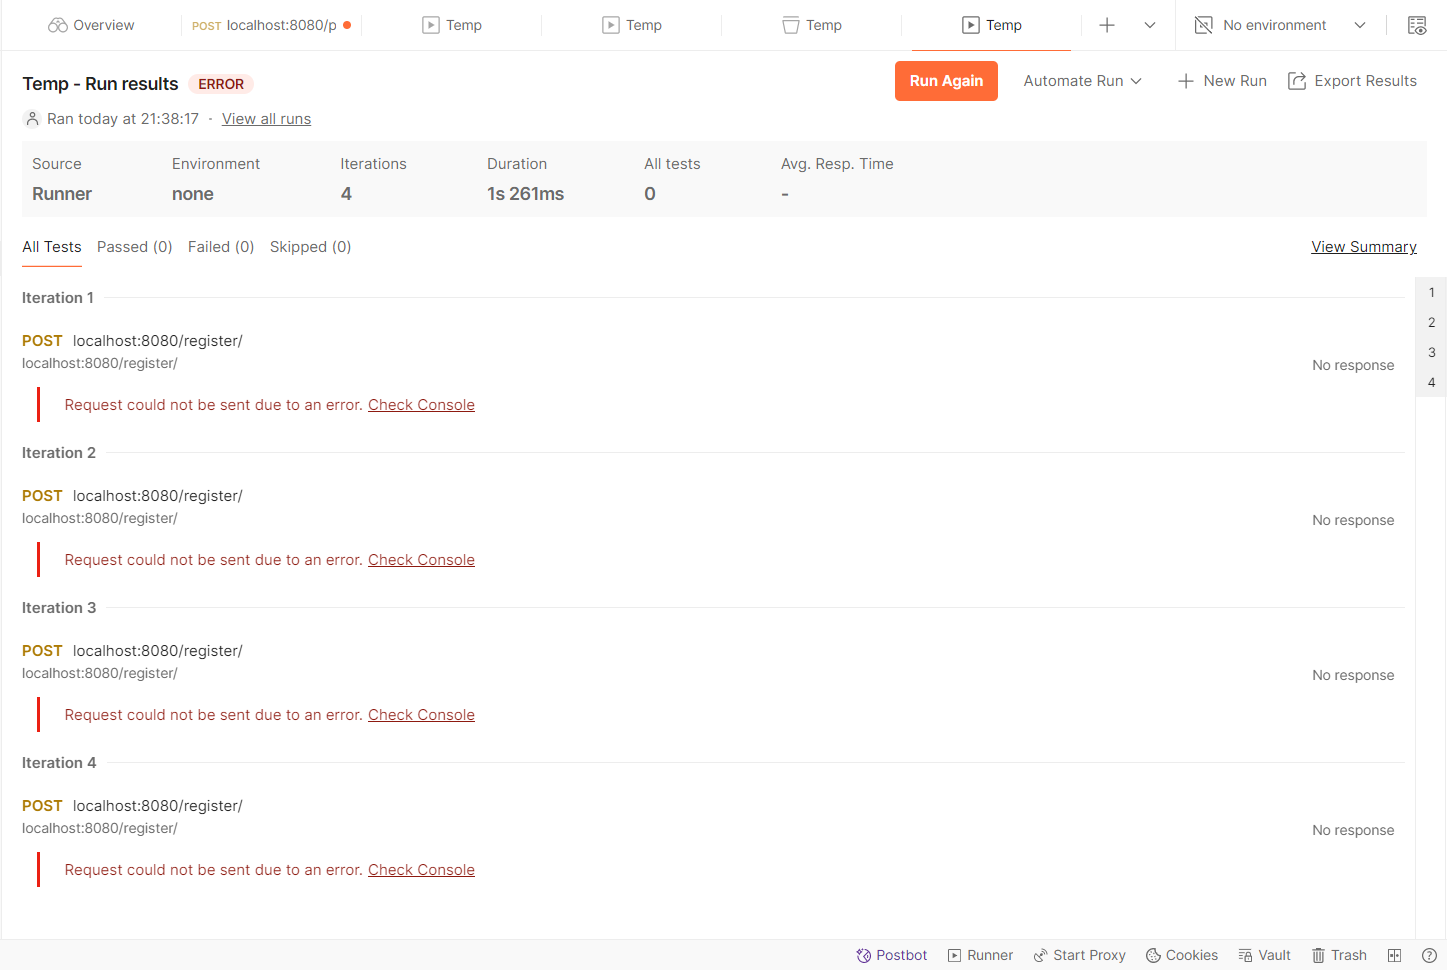 Overview POST localhost:8080/p Temp Temp Temp Temp No environment
Temp - Run results ERROR Run Again Automate Run New Run Export Results
Ran today at 21:38:17 · View all runs
Source Environment Iterations Duration All tests Avg. Resp. Time
Runner none 4 1s 261ms 0 -
All Tests Passed (0) Failed (0) Skipped (0) View Summary
Iteration 1
POST localhost:8080/register/
localhost:8080/register/
No response
Request could not be sent due to an error. Check Console
Iteration 2
POST localhost:8080/register/
localhost:8080/register/
No response
Request could not be sent due to an error. Check Console
Iteration 3
POST localhost:8080/register/
localhost:8080/register/
No response
Request could not be sent due to an error. Check Console
Iteration 4
POST localhost:8080/register/
localhost:8080/register/
No response
Request could not be sent due to an error. Check Console
1
2
3
4
Postbot Runner Start Proxy Cookies Vault Trash